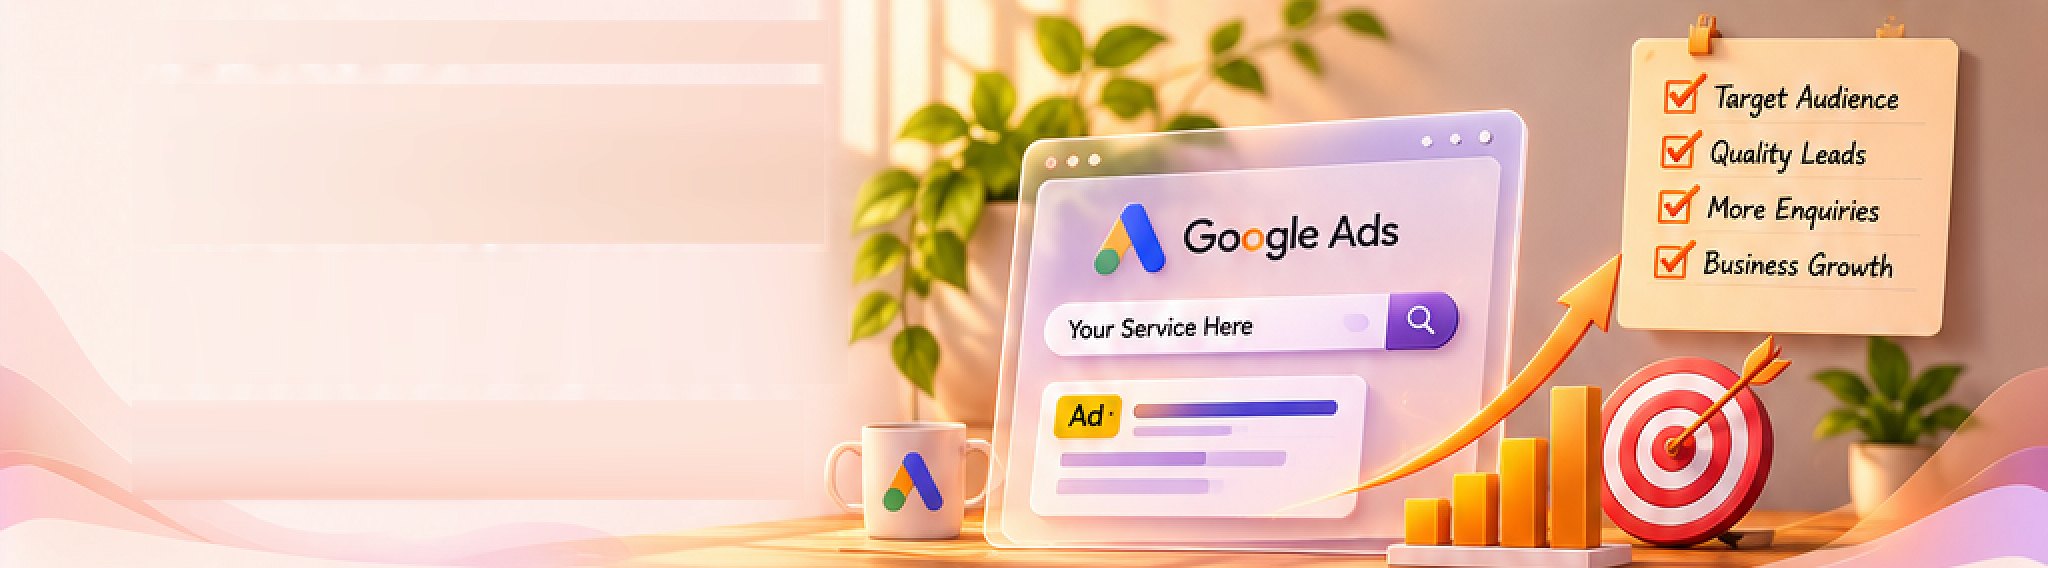 Google Ads
Your Service Here
Ad
Target Audience
Quality Leads
More Enquiries
Business Growth